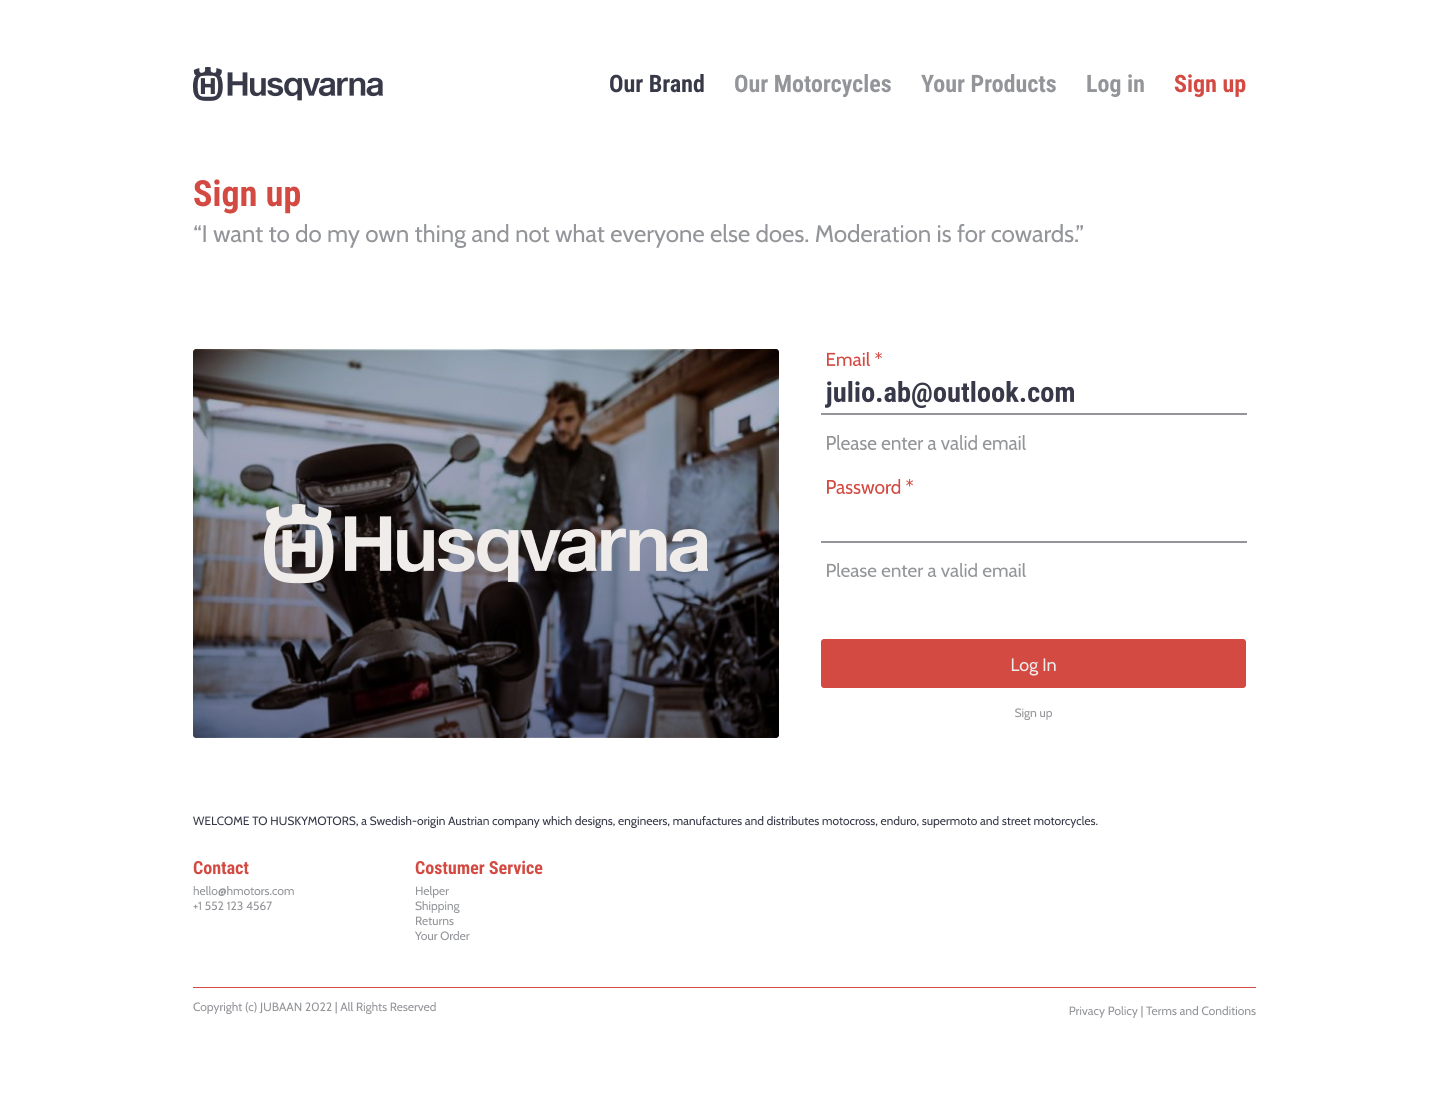 Husqvarna
Our Brand Our Motorcycles Your Products Log in Sign up
Sign up
“I want to do my own thing and not what everyone else does. Moderation is for cowards.”
Husqvarna
Email *
julio.ab@outlook.com
Please enter a valid email
Password *
Please enter a valid email
Log In
Sign up
WELCOME TO HUSKYMOTORS, a Swedish-origin Austrian company which designs, engineers, manufactures and distributes motocross, enduro, supermoto and street motorcycles.
Contact
hello@hmotors.com
+1 552 123 4567
Costumer Service
Helper
Shipping
Returns
Your Order
Copyright (c) JUBAAN 2022 | All Rights Reserved
Privacy Policy | Terms and Conditions